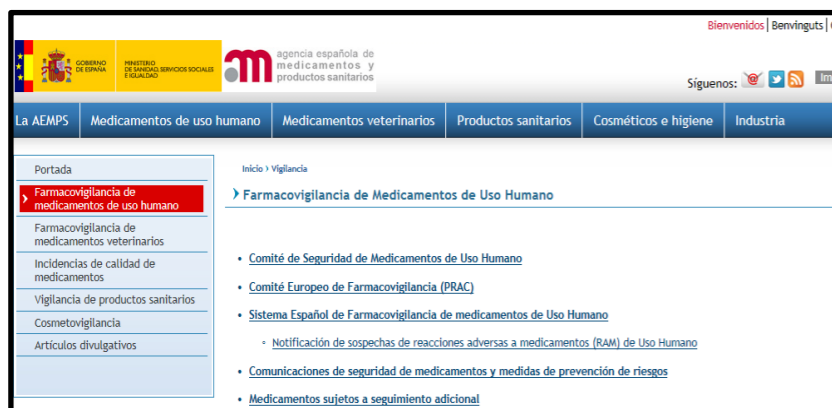 Bienvenidos | Benvinguts |
GOBIERNO
DE ESPAÑA
MINISTERIO
DE SANIDAD, SERVICIOS SOCIALES
E IGUALDAD
am
agencia española de
medicamentos y
productos sanitarios
Síguenos:
Im
La AEMPS
Medicamentos de uso humano
Medicamentos veterinarios
Productos sanitarios
Cosméticos e higiene
Industria
Portada
Farmacovigilancia de
medicamentos de uso humano
Farmacovigilancia de
medicamentos veterinarios
Incidencias de calidad de
medicamentos
Vigilancia de productos sanitarios
Cosmetovigilancia
Artículos divulgativos
Inicio › Vigilancia
Farmacovigilancia de Medicamentos de Uso Humano
• Comité de Seguridad de Medicamentos de Uso Humano
• Comité Europeo de Farmacovigilancia (PRAC)
• Sistema Español de Farmacovigilancia de medicamentos de Uso Humano
◦ Notificación de sospechas de reacciones adversas a medicamentos (RAM) de Uso Humano
• Comunicaciones de seguridad de medicamentos y medidas de prevención de riesgos
• Medicamentos sujetos a seguimiento adicional